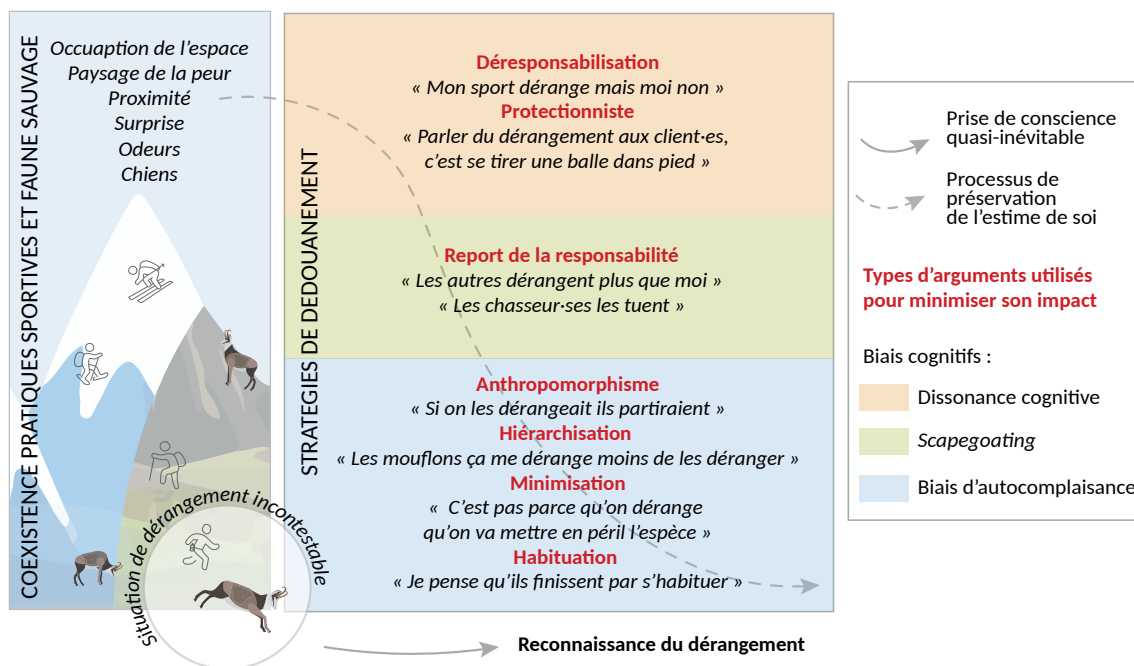 COEXISTENCE PRATIQUES SPORTIVES ET FAUNE SAUVAGE
Occuaption de l'espace
Paysage de la peur
Proximité
Surprise
Odeurs
Chiens
Situation de dérangement incontestable
STRATEGIES DE DEDOUANEMENT
Déresponsabilisation
« Mon sport dérange mais moi non »
Protectionniste
« Parler du dérangement aux client·es,
c'est se tirer une balle dans pied »
Report de la responsabilité
« Les autres dérangent plus que moi »
« Les chasseur·ses les tuent »
Anthropomorphisme
« Si on les dérangeait ils partiraient »
Hiérarchisation
« Les mouflons ça me dérange moins de les déranger »
Minimisation
« C'est pas parce qu'on dérange
qu'on va mettre en péril l'espèce »
Habituation
« Je pense qu'ils finissent par s'habituer »
Reconnaissance du dérangement
Prise de conscience
quasi-inévitable
Processus de
préservation
de l'estime de soi
Types d'arguments utilisés
pour minimiser son impact
Biais cognitifs :
Dissonance cognitive
Scapegoating
Biais d'autocomplaisance